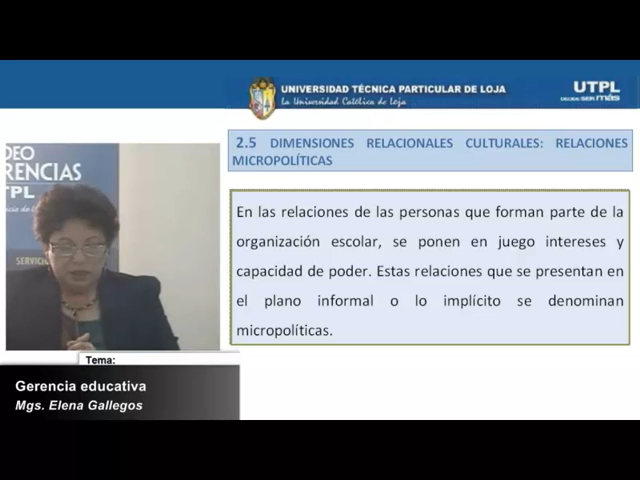 UNIVERSIDAD TÉCNICA PARTICULAR DE LOJA
La Universidad Católica de Loja
UTPL
2.5 DIMENSIONES RELACIONALES CULTURALES: RELACIONES
MICROPOLÍTICAS
En las relaciones de las personas que forman parte de la
organización escolar, se ponen en juego intereses y
capacidad de poder. Estas relaciones que se presentan en
el plano informal o lo implícito se denominan
micropolíticas.
Tema:
Gerencia educativa
Mgs. Elena Gallegos